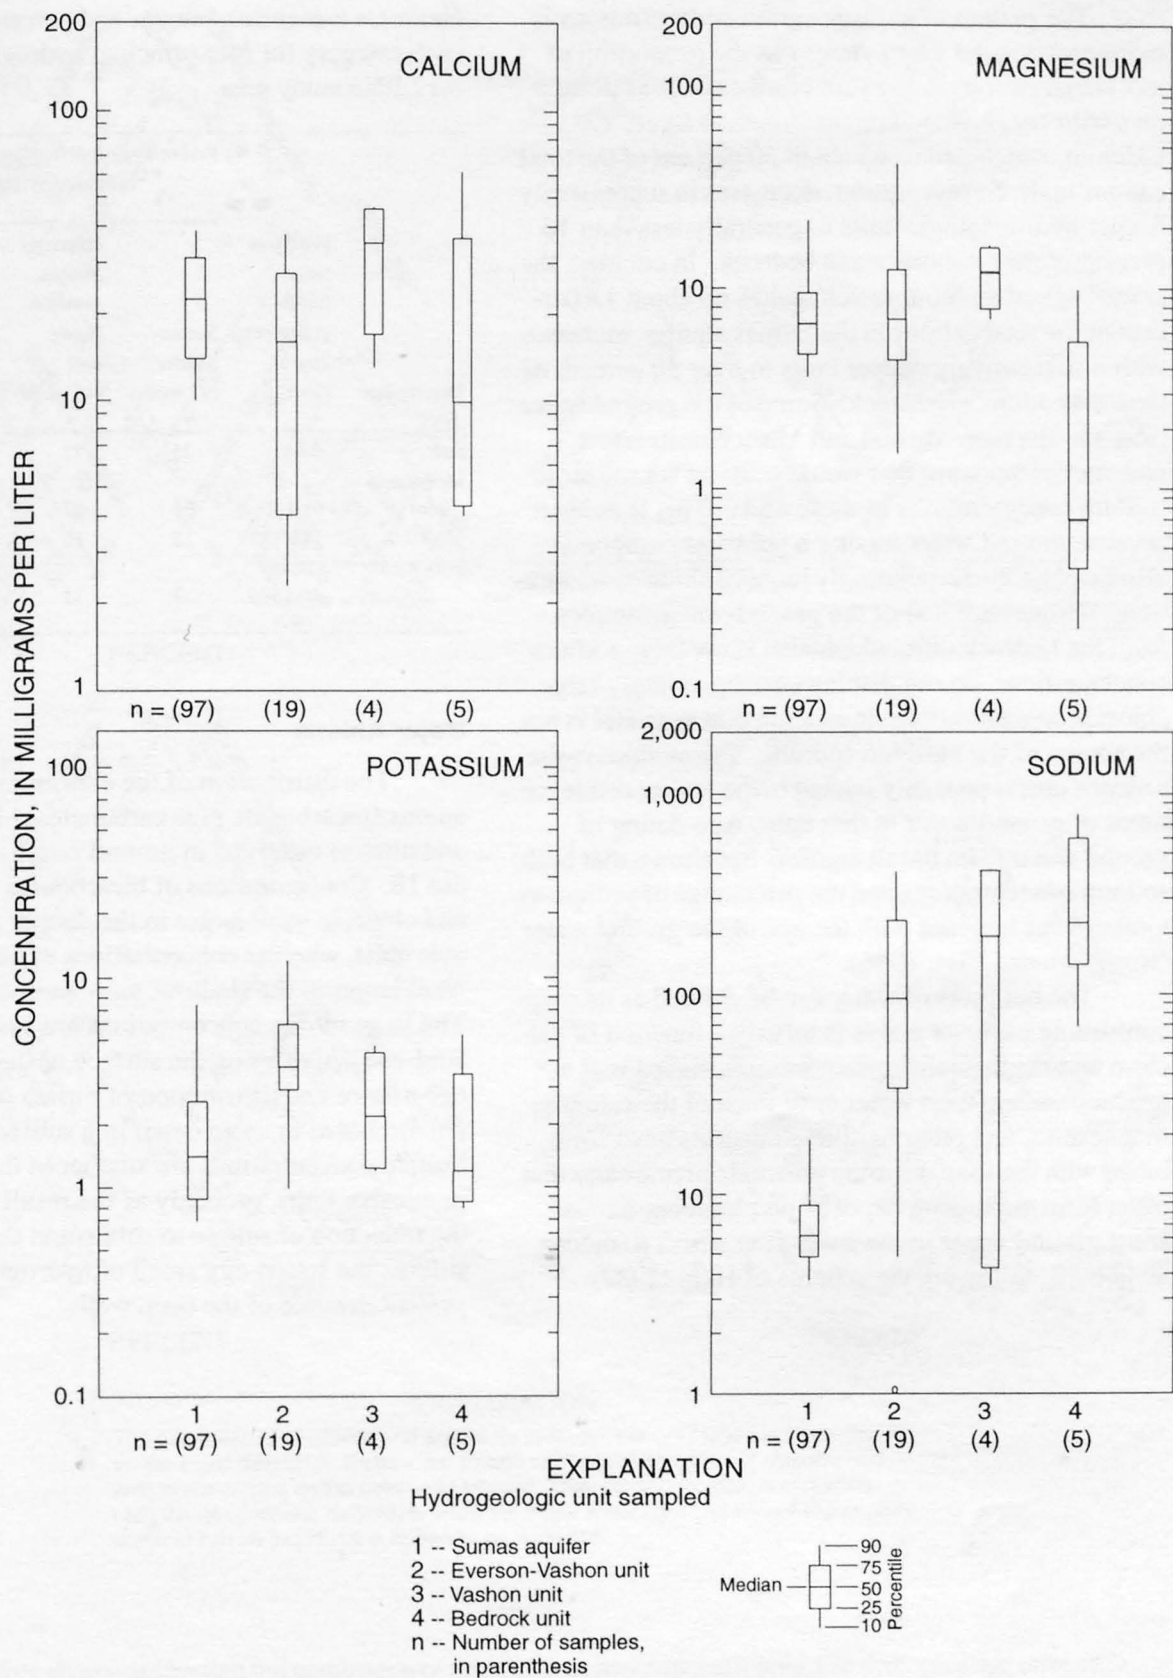 CONCENTRATION, IN MILLIGRAMS PER LITER
CALCIUM
200
100
10
1
n = (97) (19) (4) (5)
MAGNESIUM
200
100
10
1
0.1
n = (97) (19) (4) (5)
POTASSIUM
100
10
1
0.1
1 2 3 4
n = (97) (19) (4) (5)
SODIUM
2,000
1,000
100
10
1
1 2 3 4
n = (97) (19) (4) (5)
EXPLANATION
Hydrogeologic unit sampled
1 -- Sumas aquifer
2 -- Everson-Vashon unit
3 -- Vashon unit
4 -- Bedrock unit
n -- Number of samples,
in parenthesis
Median
90
75
50
25
10
Percentile